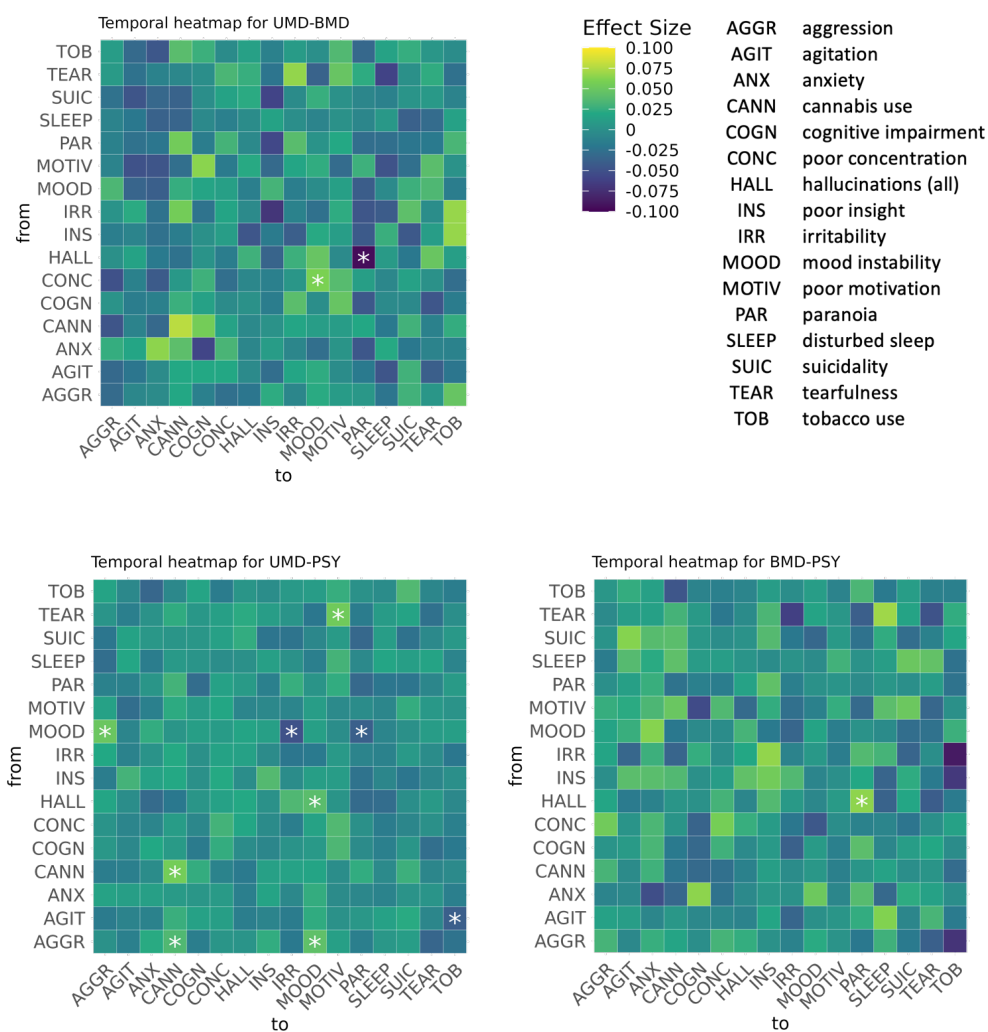 Temporal heatmap for UMD-BMD
from
TOB
TEAR
SUIC
SLEEP
PAR
MOTIV
MOOD
IRR
INS
HALL
CONC
COGN
CANN
ANX
AGIT
AGGR
*
*
AGGR AGIT ANX CANN COGN CONC HALL INS IRR MOOD MOTIV PAR SLEEP SUIC TEAR TOB
to
Effect Size
0.100
0.075
0.050
0.025
0
-0.025
-0.050
-0.075
-0.100
AGGR aggression
AGIT agitation
ANX anxiety
CANN cannabis use
COGN cognitive impairment
CONC poor concentration
HALL hallucinations (all)
INS poor insight
IRR irritability
MOOD mood instability
MOTIV poor motivation
PAR paranoia
SLEEP disturbed sleep
SUIC suicidality
TEAR tearfulness
TOB tobacco use
Temporal heatmap for UMD-PSY
from
TOB
TEAR *
SUIC
SLEEP
PAR
MOTIV
MOOD * * *
IRR
INS
HALL *
CONC
COGN
CANN *
ANX
AGIT *
AGGR * *
AGGR AGIT ANX CANN COGN CONC HALL INS IRR MOOD MOTIV PAR SLEEP SUIC TEAR TOB
to
Temporal heatmap for BMD-PSY
from
TOB
TEAR
SUIC
SLEEP
PAR
MOTIV
MOOD
IRR
INS
HALL *
CONC
COGN
CANN
ANX
AGIT
AGGR
AGGR AGIT ANX CANN COGN CONC HALL INS IRR MOOD MOTIV PAR SLEEP SUIC TEAR TOB
to